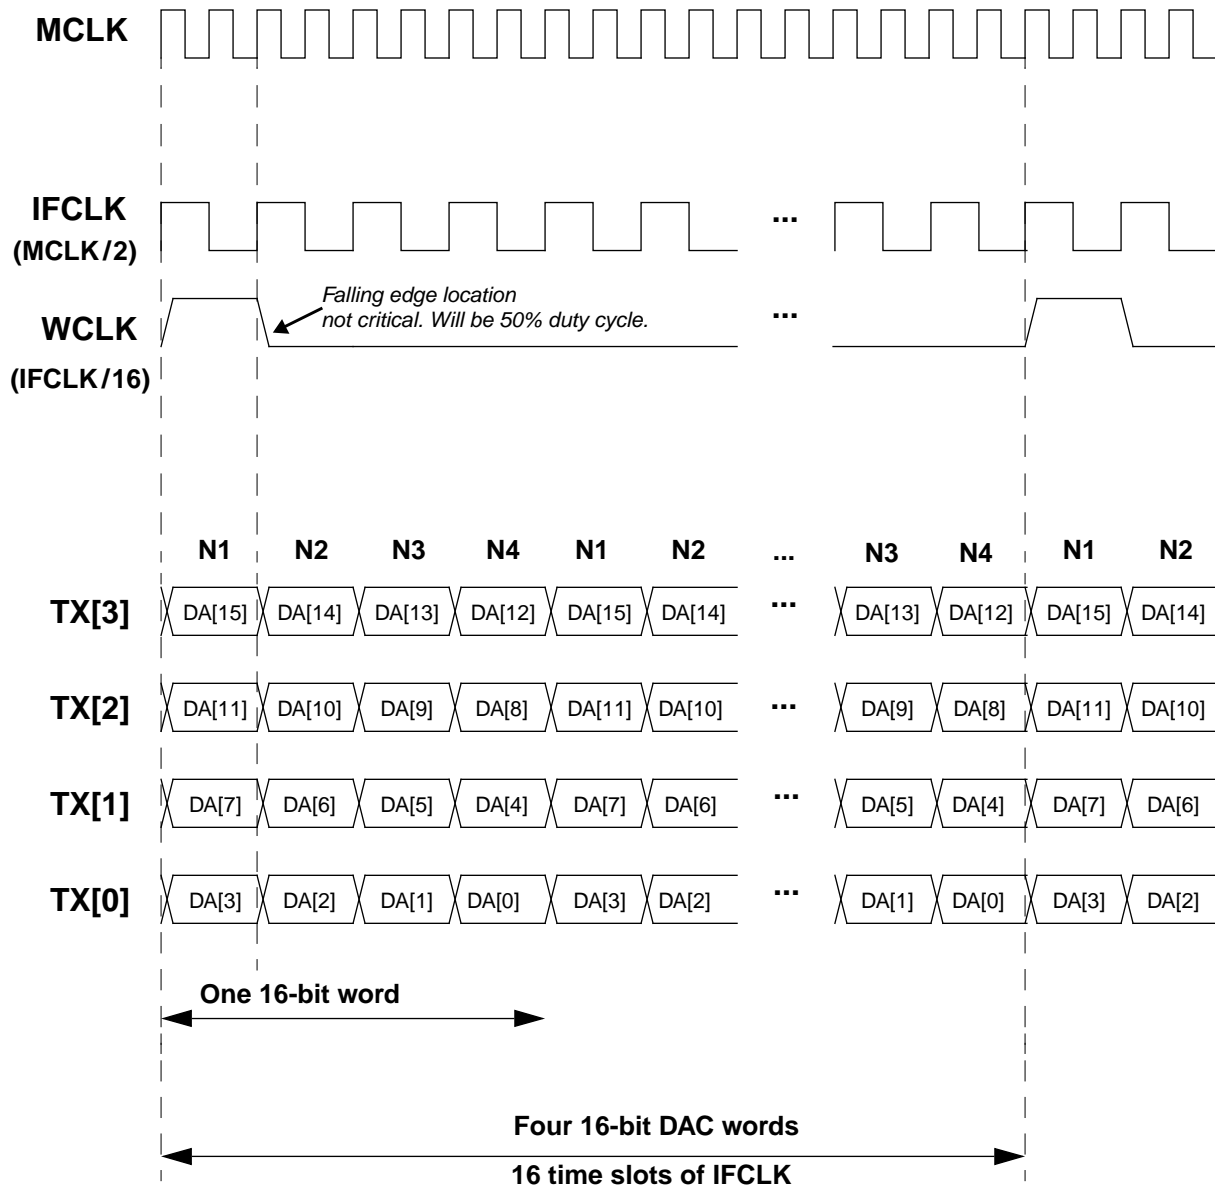 MCLK
IFCLK
(MCLK/2)
Falling edge location
not critical. Will be 50% duty cycle.
...
...
WCLK
(IFCLK/16)
N1 N2 N3 N4 N1 N2 ... N3 N4 N1 N2
TX[3] DA[15] DA[14] DA[13] DA[12] DA[15] DA[14] ... DA[13] DA[12] DA[15] DA[14]
TX[2] DA[11] DA[10] DA[9] DA[8] DA[11] DA[10] ... DA[9] DA[8] DA[11] DA[10]
TX[1] DA[7] DA[6] DA[5] DA[4] DA[7] DA[6] ... DA[5] DA[4] DA[7] DA[6]
TX[0] DA[3] DA[2] DA[1] DA[0] DA[3] DA[2] ... DA[1] DA[0] DA[3] DA[2]
One 16-bit word
Four 16-bit DAC words
16 time slots of IFCLK